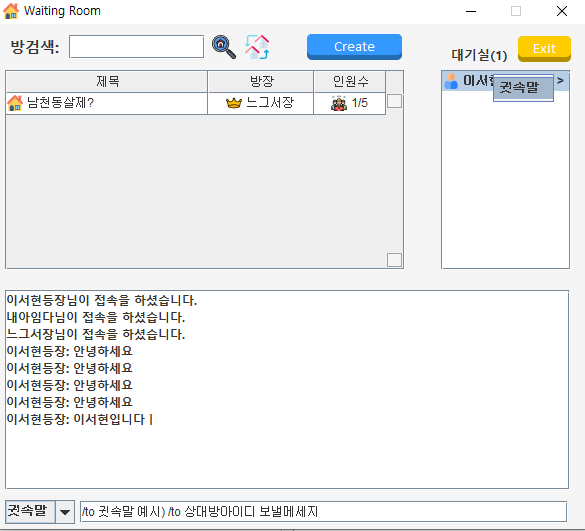 Waiting Room
방검색:
Create
대기실(1)
Exit
제목 방장 인원수
남천동살제? 느그서장 1/5
이서현 >
귓속말
이서현등장님이 접속을 하셨습니다.
내아임다님이 접속을 하셨습니다.
느그서장님이 접속을 하셨습니다.
이서현등장: 안녕하세요
이서현등장: 안녕하세요
이서현등장: 안녕하세요
이서현등장: 안녕하세요
이서현등장: 이서현입니다 |
귓속말
/to 귓속말 예시) /to 상대방아이디 보낼메세지